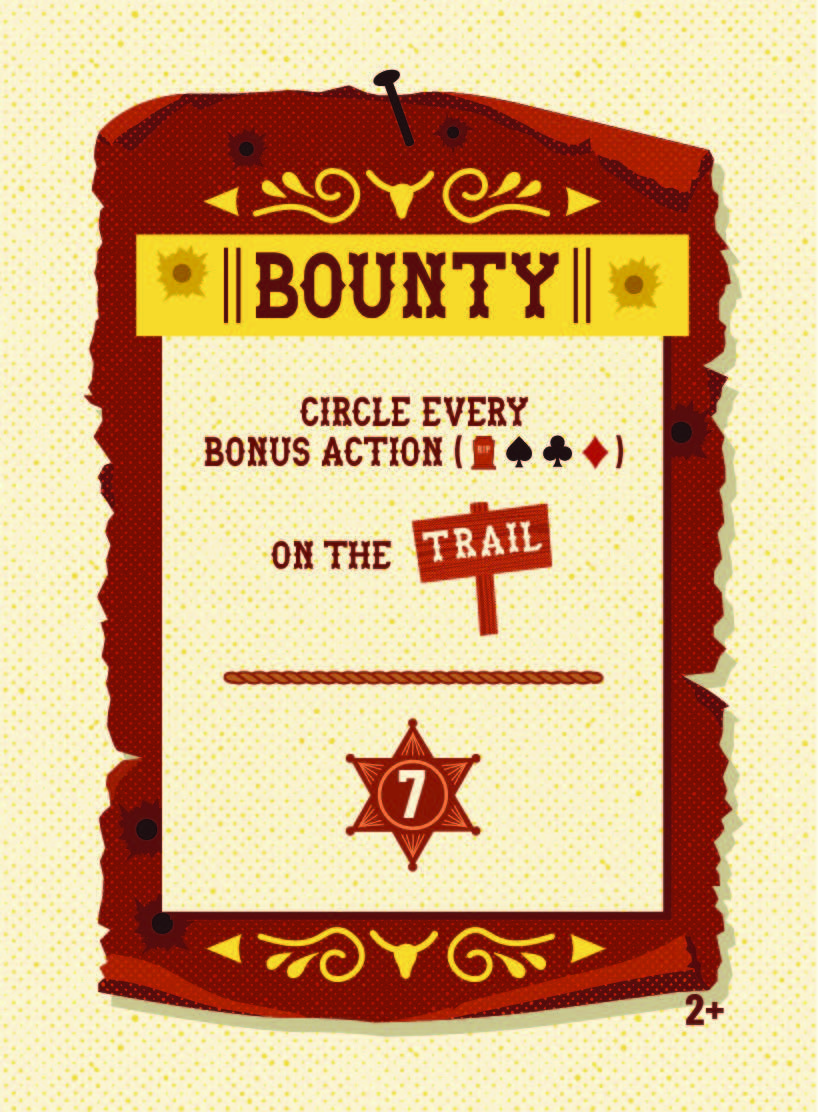 BOUNTY
CIRCLE EVERY
BONUS ACTION (RIP ♠ ♣ ♦)
ON THE TRAIL
7
2+